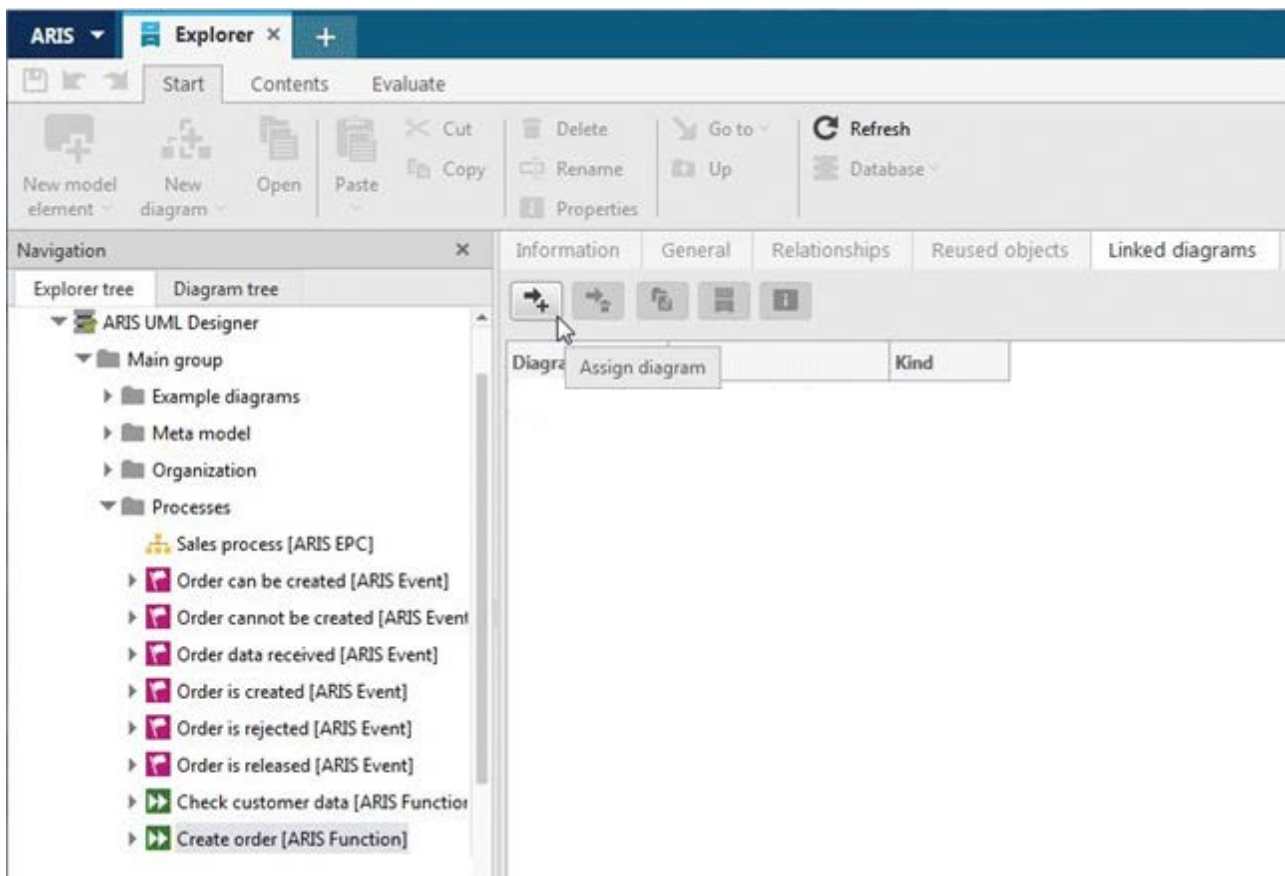 ARIS Explorer × +
Start Contents Evaluate
Cut Delete Go to Refresh
Copy Rename Up Database
New model element New diagram Open Paste Properties
Navigation × Information General Relationships Reused objects Linked diagrams
Explorer tree Diagram tree
ARIS UML Designer
Main group
Diagra Assign diagram Kind
Example diagrams
Meta model
Organization
Processes
Sales process [ARIS EPC]
Order can be created [ARIS Event]
Order cannot be created [ARIS Event
Order data received [ARIS Event]
Order is created [ARIS Event]
Order is rejected [ARIS Event]
Order is released [ARIS Event]
Check customer data [ARIS Function
Create order [ARIS Function]